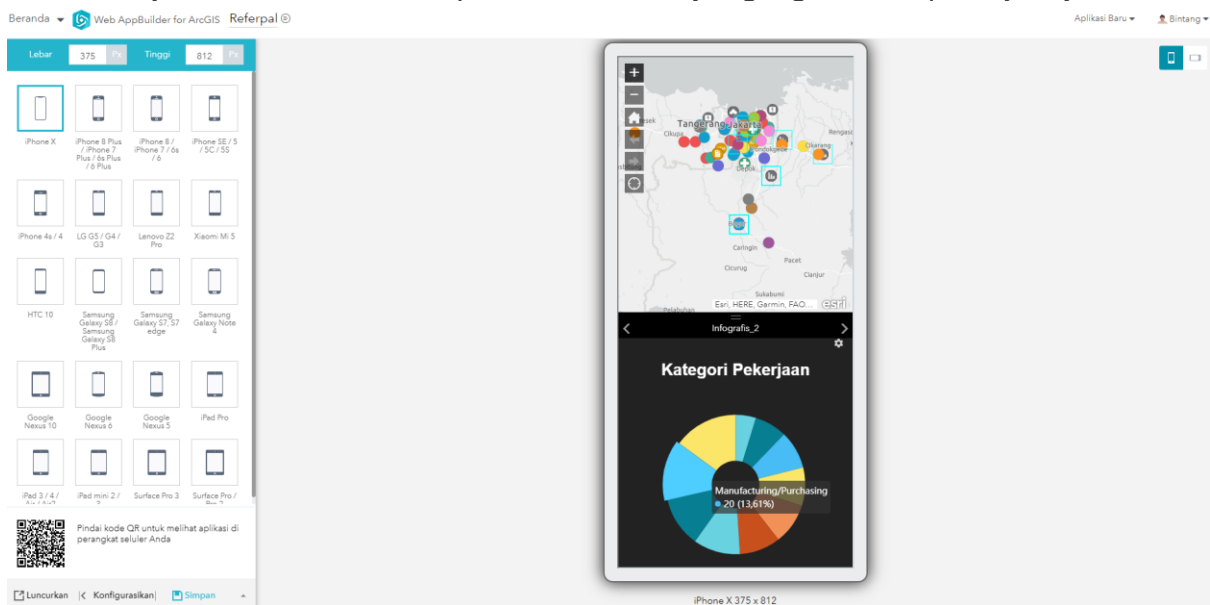 Beranda
Web AppBuilder for ArcGIS
Referpal
Aplikasi Baru
Bintang
Lebar
375
Px
Tinggi
812
Px
iPhone X
iPhone 8 Plus
/ iPhone 7
Plus / 6s Plus
/ 6 Plus
iPhone 8 /
iPhone 7 / 6s
/ 6
iPhone SE / 5
/ 5C / 5S
iPhone 4s / 4
LG G5 / G4 /
G3
Lenovo Z2
Pro
Xiaomi Mi 5
HTC 10
Samsung
Galaxy S8 /
Samsung
Galaxy S8
Plus
Samsung
Galaxy S7, S7
edge
Samsung
Galaxy Note
4
Google
Nexus 10
Google
Nexus 6
Google
Nexus 5
iPad Pro
iPad 3 / 4 /
iPad mini 2 /
3
Surface Pro 3
Surface Pro /
Pindai kode QR untuk melihat aplikasi di
perangkat seluler Anda
Luncurkan
Konfigurasikan
Simpan
+
−
Tangerang
Jakarta
Cikupa
Cikarang
Depok
Bogor
Caringin
Pacet
Cicurug
Cianjur
Sukabumi
Pelabuhan
Esri, HERE, Garmin, FAO...
esri
Infografis_2
Kategori Pekerjaan
Manufacturing/Purchasing
20 (13,61%)
iPhone X 375 x 812